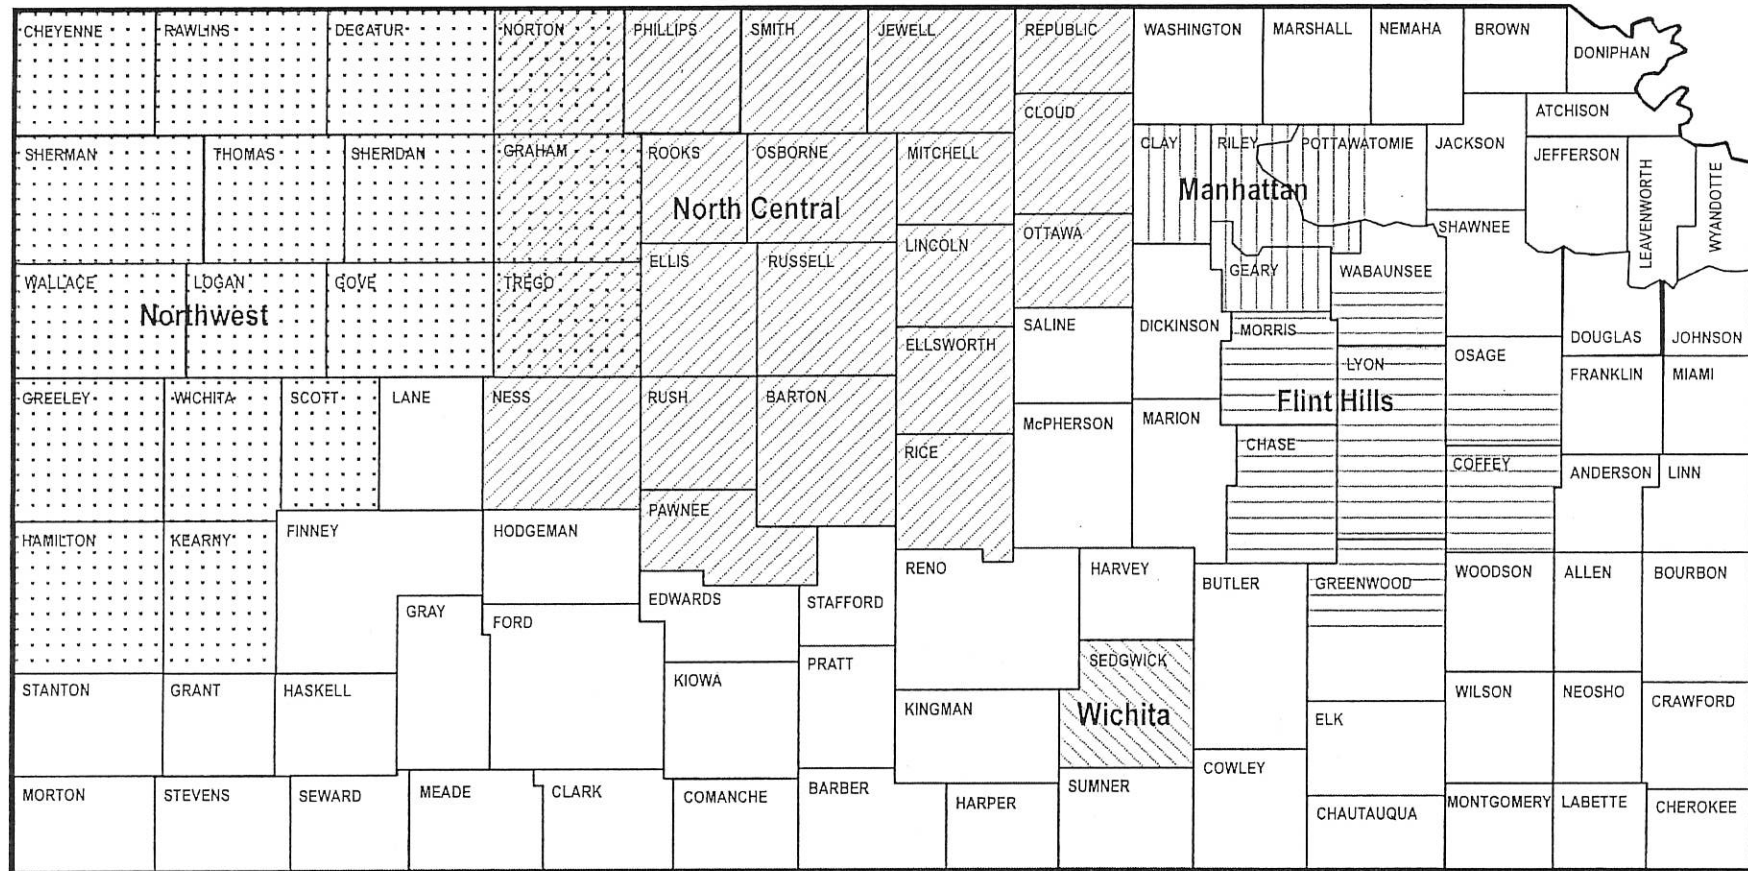 CHEYENNE RAWLINS DECATUR NORTON PHILLIPS SMITH JEWELL REPUBLIC WASHINGTON MARSHALL NEMAHA BROWN
DONIPHAN
CLOUD ATCHISON
SHERMAN THOMAS SHERIDAN GRAHAM ROOKS OSBORNE MITCHELL CLAY RILEY POTTAWATOMIE JACKSON JEFFERSON
LEAVENWORTH
WYANDOTTE
Manhattan
North Central
OTTAWA SHAWNEE
LINCOLN
ELLIS RUSSELL GEARY WABAUNSEE
WALLACE LOGAN GOVE TREGO
Northwest
SALINE DICKINSON MORRIS DOUGLAS JOHNSON
ELLSWORTH OSAGE
LYON FRANKLIN MIAMI
GREELEY WICHITA SCOTT LANE NESS RUSH BARTON Flint Hills
McPHERSON MARION
RICE CHASE
COFFEY ANDERSON LINN
PAWNEE
HAMILTON KEARNY FINNEY HODGEMAN
RENO HARVEY WOODSON ALLEN BOURBON
BUTLER GREENWOOD
EDWARDS STAFFORD
GRAY FORD
PRATT SEDGWICK
KIOWA
STANTON GRANT HASKELL WILSON NEOSHO CRAWFORD
KINGMAN Wichita ELK
COWLEY
MORTON STEVENS SEWARD MEADE CLARK COMANCHE BARBER HARPER SUMNER
CHAUTAUQUA MONTGOMERY LABETTE CHEROKEE